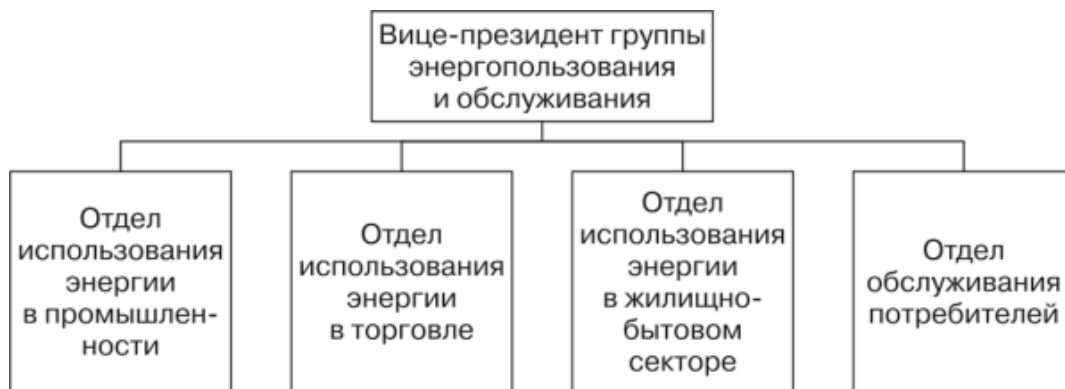 Вице-президент группы
энергопользования
и обслуживания
Отдел
использования
энергии
в промышлен-
ности
Отдел
использования
энергии
в торговле
Отдел
использования
энергии
в жилищно-
бытовом
секторе
Отдел
обслуживания
потребителей